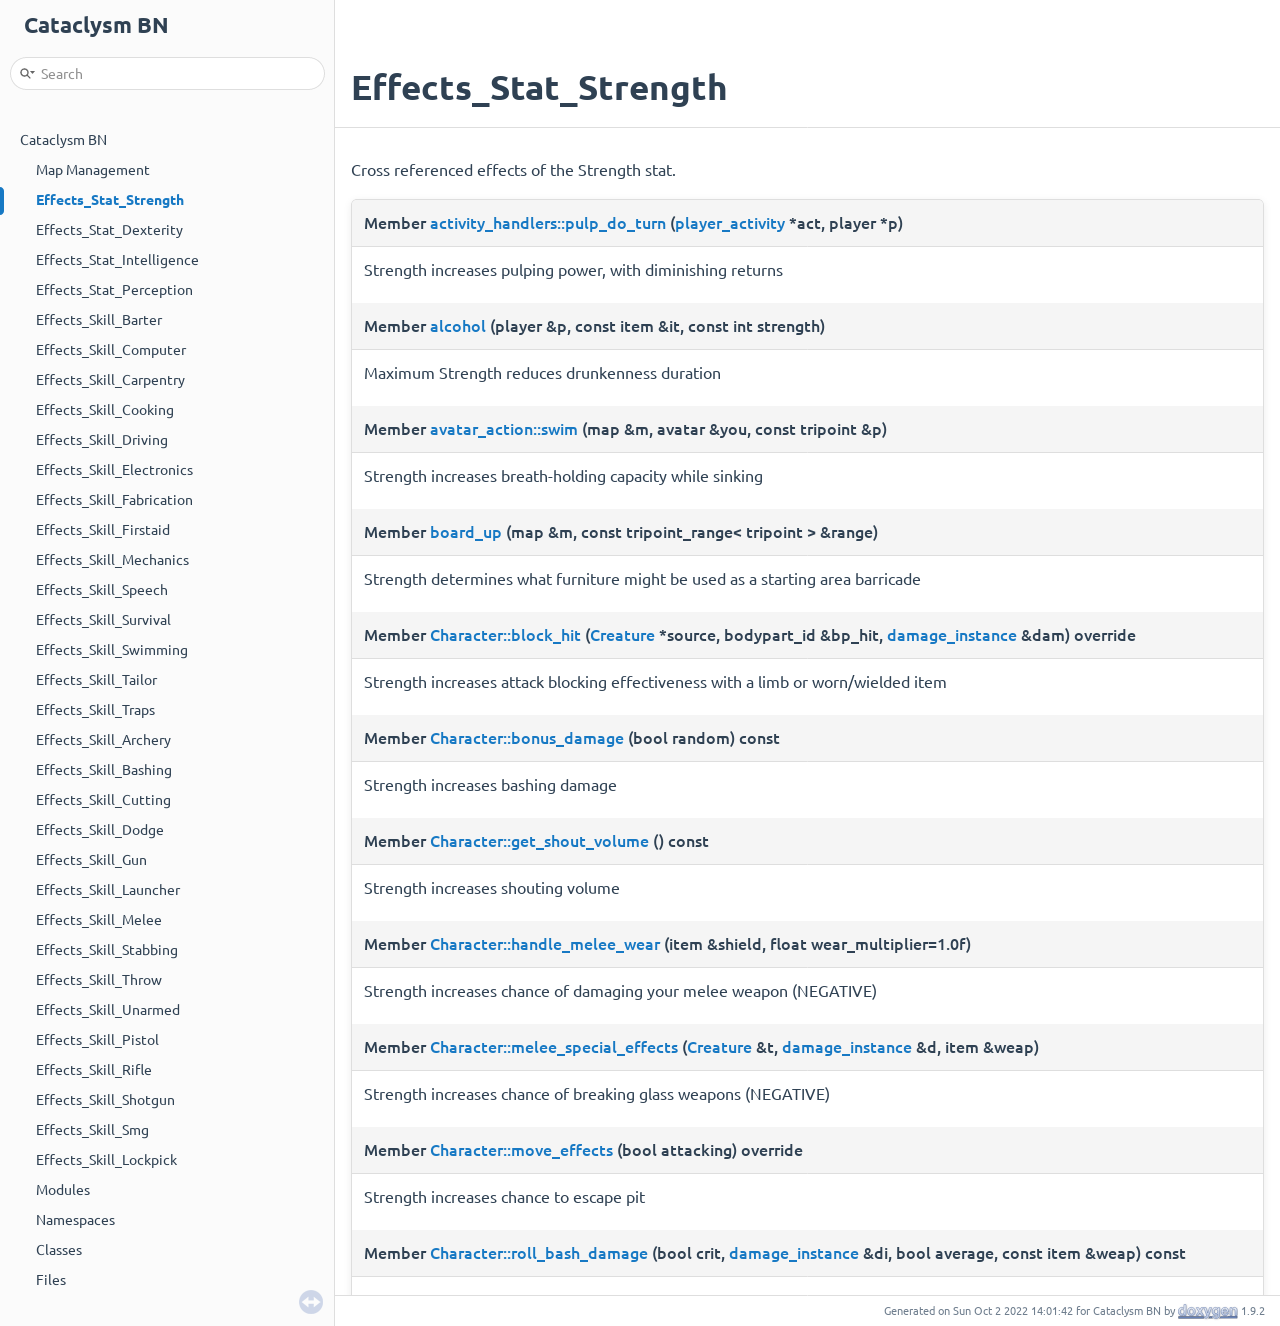 Cataclysm BN
Search
Cataclysm BN
Map Management
Effects_Stat_Strength
Effects_Stat_Dexterity
Effects_Stat_Intelligence
Effects_Stat_Perception
Effects_Skill_Barter
Effects_Skill_Computer
Effects_Skill_Carpentry
Effects_Skill_Cooking
Effects_Skill_Driving
Effects_Skill_Electronics
Effects_Skill_Fabrication
Effects_Skill_Firstaid
Effects_Skill_Mechanics
Effects_Skill_Speech
Effects_Skill_Survival
Effects_Skill_Swimming
Effects_Skill_Tailor
Effects_Skill_Traps
Effects_Skill_Archery
Effects_Skill_Bashing
Effects_Skill_Cutting
Effects_Skill_Dodge
Effects_Skill_Gun
Effects_Skill_Launcher
Effects_Skill_Melee
Effects_Skill_Stabbing
Effects_Skill_Throw
Effects_Skill_Unarmed
Effects_Skill_Pistol
Effects_Skill_Rifle
Effects_Skill_Shotgun
Effects_Skill_Smg
Effects_Skill_Lockpick
Modules
Namespaces
Classes
Files
Effects_Stat_Strength
Cross referenced effects of the Strength stat.
Member activity_handlers::pulp_do_turn (player_activity *act, player *p)
Strength increases pulping power, with diminishing returns
Member alcohol (player &p, const item &it, const int strength)
Maximum Strength reduces drunkenness duration
Member avatar_action::swim (map &m, avatar &you, const tripoint &p)
Strength increases breath-holding capacity while sinking
Member board_up (map &m, const tripoint_range< tripoint > &range)
Strength determines what furniture might be used as a starting area barricade
Member Character::block_hit (Creature *source, bodypart_id &bp_hit, damage_instance &dam) override
Strength increases attack blocking effectiveness with a limb or worn/wielded item
Member Character::bonus_damage (bool random) const
Strength increases bashing damage
Member Character::get_shout_volume () const
Strength increases shouting volume
Member Character::handle_melee_wear (item &shield, float wear_multiplier=1.0f)
Strength increases chance of damaging your melee weapon (NEGATIVE)
Member Character::melee_special_effects (Creature &t, damage_instance &d, item &weap)
Strength increases chance of breaking glass weapons (NEGATIVE)
Member Character::move_effects (bool attacking) override
Strength increases chance to escape pit
Member Character::roll_bash_damage (bool crit, damage_instance &di, bool average, const item &weap) const
Generated on Sun Oct 2 2022 14:01:42 for Cataclysm BN by doxygen 1.9.2